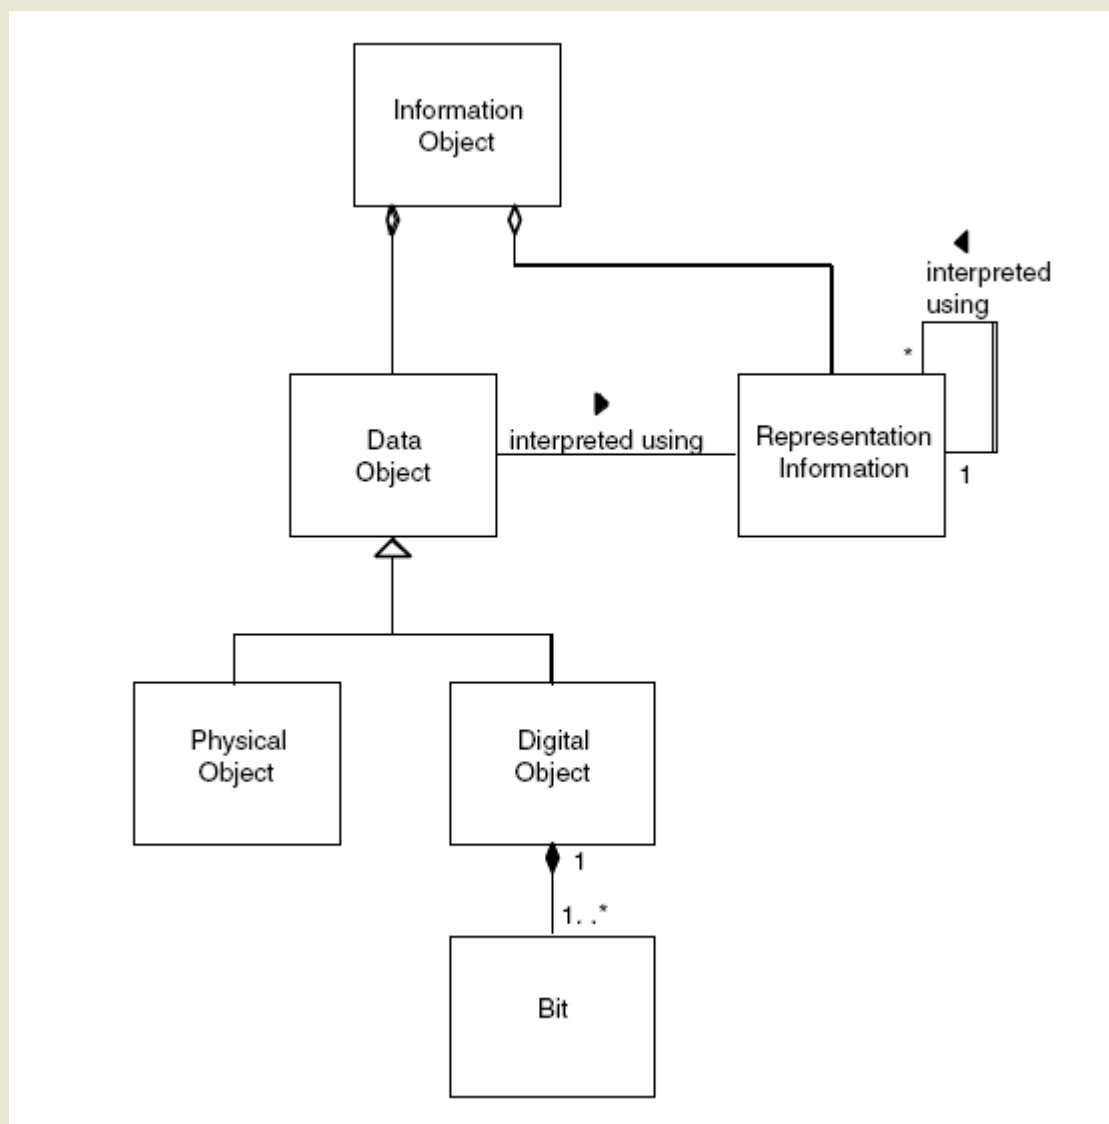 Information
Object
interpreted
using
*
Data
Object
interpreted using
Representation
Information
1
Physical
Object
Digital
Object
1
1. .*
Bit